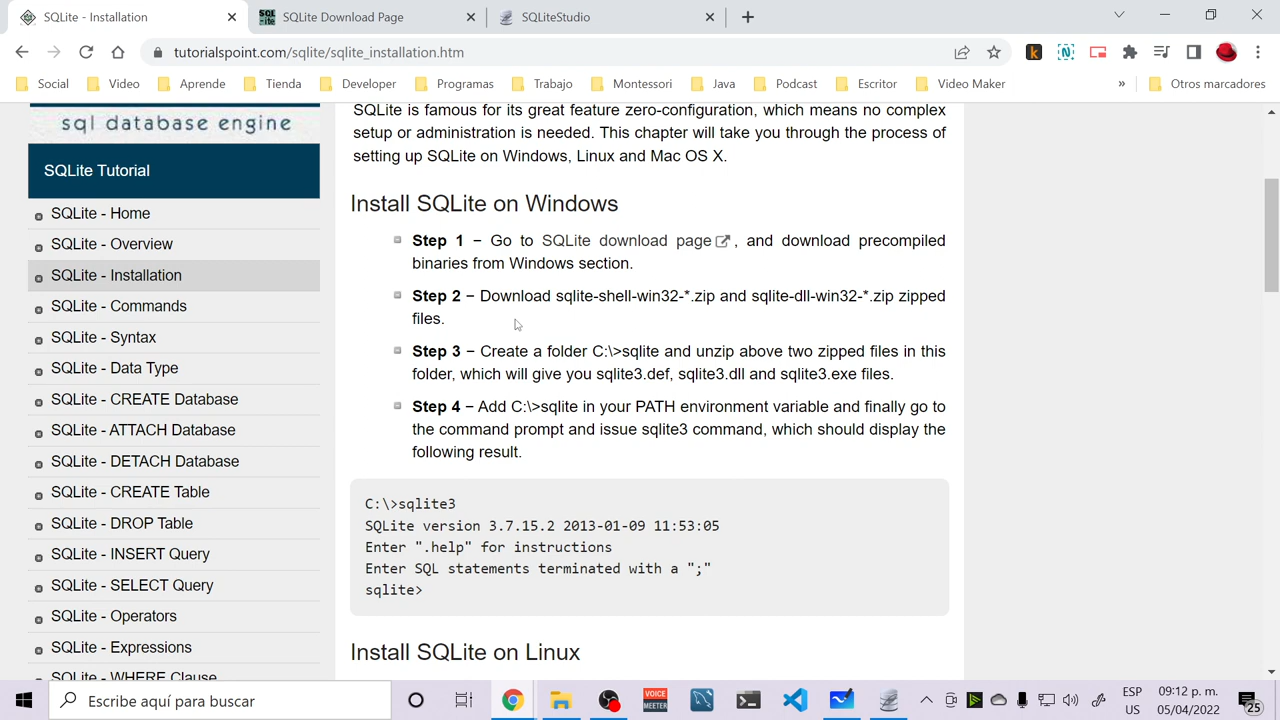 SQLite - Installation
SQLite Download Page
SQLiteStudio
tutorialspoint.com/sqlite/sqlite_installation.htm
Social
Video
Aprende
Tienda
Developer
Programas
Trabajo
Montessori
Java
Podcast
Escritor
Video Maker
»
Otros marcadores
sql database engine
SQLite Tutorial
SQLite - Home
SQLite - Overview
SQLite - Installation
SQLite - Commands
SQLite - Syntax
SQLite - Data Type
SQLite - CREATE Database
SQLite - ATTACH Database
SQLite - DETACH Database
SQLite - CREATE Table
SQLite - DROP Table
SQLite - INSERT Query
SQLite - SELECT Query
SQLite - Operators
SQLite - Expressions
SQLite - WHERE Clause
SQLite is famous for its great feature zero-configuration, which means no complex
setup or administration is needed. This chapter will take you through the process of
setting up SQLite on Windows, Linux and Mac OS X.
Install SQLite on Windows
Step 1 − Go to SQLite download page , and download precompiled
binaries from Windows section.
Step 2 − Download sqlite-shell-win32-*.zip and sqlite-dll-win32-*.zip zipped
files.
Step 3 − Create a folder C:\>sqlite and unzip above two zipped files in this
folder, which will give you sqlite3.def, sqlite3.dll and sqlite3.exe files.
Step 4 − Add C:\>sqlite in your PATH environment variable and finally go to
the command prompt and issue sqlite3 command, which should display the
following result.
C:\>sqlite3
SQLite version 3.7.15.2 2013-01-09 11:53:05
Enter ".help" for instructions
Enter SQL statements terminated with a ";"
sqlite>
Install SQLite on Linux
Escribe aquí para buscar
VOICE
MEETER
ESP
US
09:12 p. m.
05/04/2022
25